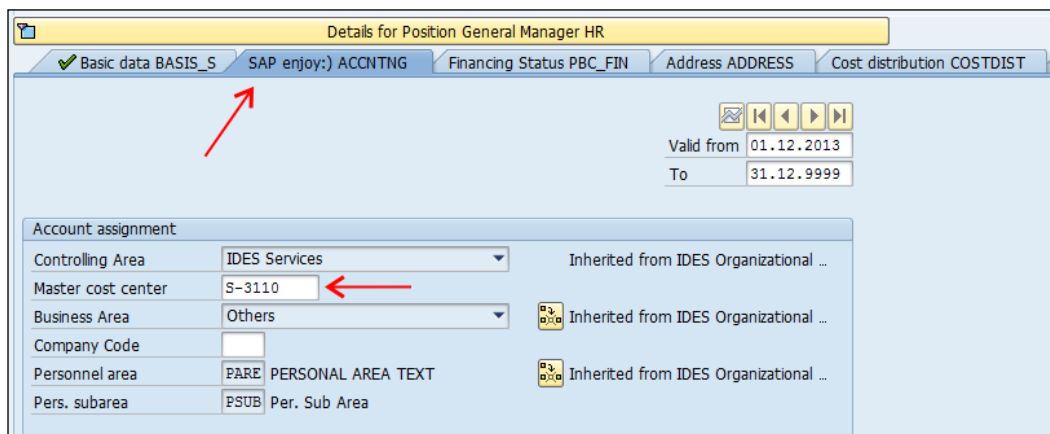 Details for Position General Manager HR
Basic data BASIS_S SAP enjoy:) ACCNTNG Financing Status PBC_FIN Address ADDRESS Cost distribution COSTDIST
Valid from 01.12.2013
To 31.12.9999
Account assignment
Controlling Area IDES Services Inherited from IDES Organizational ...
Master cost center S-3110
Business Area Others Inherited from IDES Organizational ...
Company Code
Personnel area PARE PERSONAL AREA TEXT Inherited from IDES Organizational ...
Pers. subarea PSUB Per. Sub Area